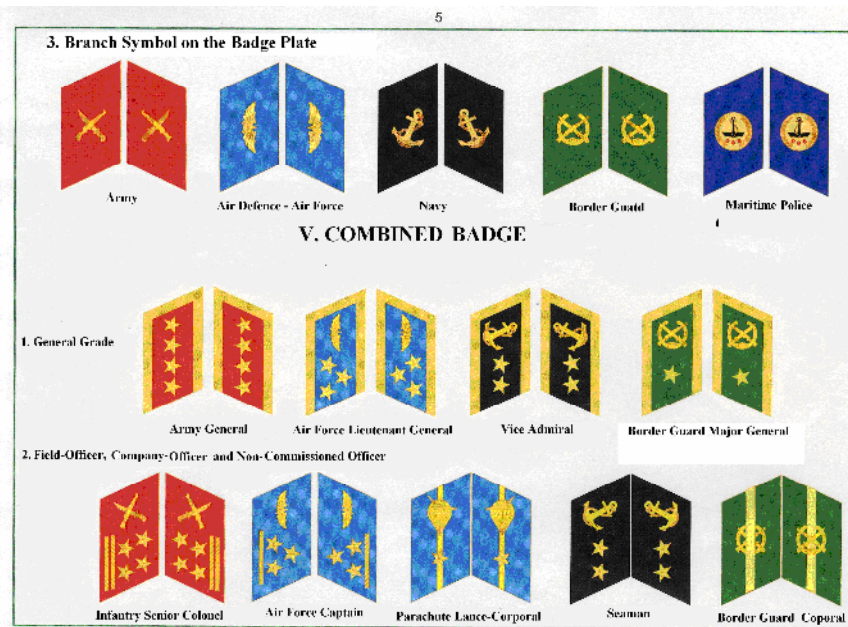 5
3. Branch Symbol on the Badge Plate
Army
Air Defence - Air Force
Navy
Border Guatd
Maritime Police
V. COMBINED BADGE
1. General Grade
Army General
Air Force Lieutenant General
Vice Admiral
Border Guard Major General
2. Field-Officer, Company-Officer and Non-Commissioned Officer
Infantry Senior Colonel
Air Force Captain
Parachute Lance-Corporal
Seaman
Border Guard Coporal